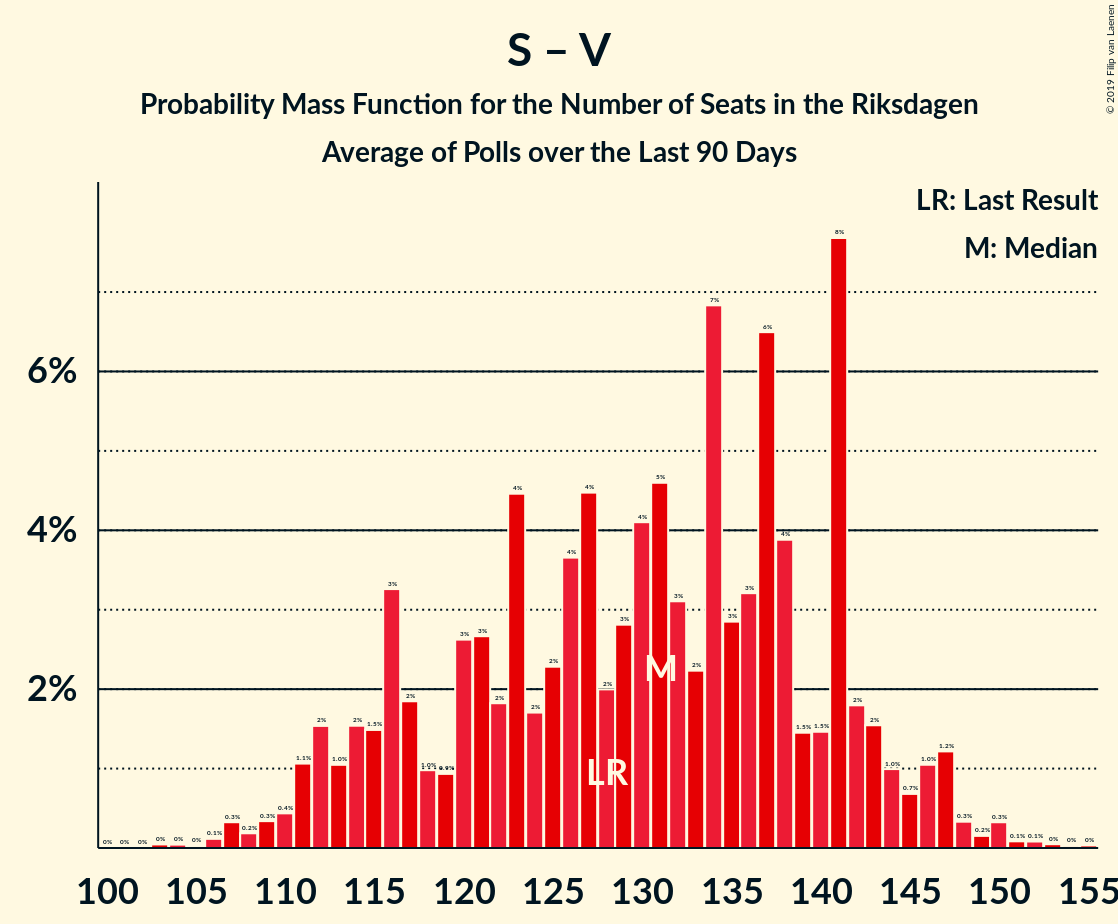 S – V
Probability Mass Function for the Number of Seats in the Riksdagen
Average of Polls over the Last 90 Days
© 2019 Filip van Laenen
LR: Last Result
M: Median
6%
4%
2%
0% 0% 0% 0% 0% 0% 0.1% 0.3% 0.2% 0.3% 0.4% 1.1% 2% 1.0% 2% 1.5% 3% 2% 1.0% 0.9% 3% 3% 2% 4% 2% 2% 4% 4% 2% 3% 4% 5% 3% 2% 7% 3% 3% 6% 4% 1.5% 1.5% 8% 2% 2% 1.0% 0.7% 1.0% 1.2% 0.3% 0.2% 0.3% 0.1% 0.1% 0% 0% 0%
M
LR
100 105 110 115 120 125 130 135 140 145 150 155